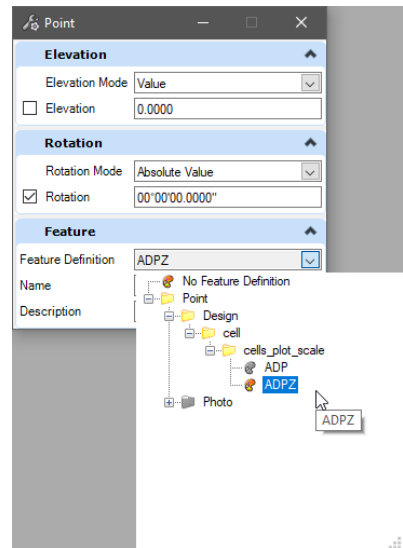 Point
Elevation
Elevation Mode Value
Elevation 0.0000
Rotation
Rotation Mode Absolute Value
Rotation 00°00'00.0000"
Feature
Feature Definition ADPZ
Name
Description
No Feature Definition
Point
Design
cell
cells_plot_scale
ADP
ADPZ
Photo
ADPZ